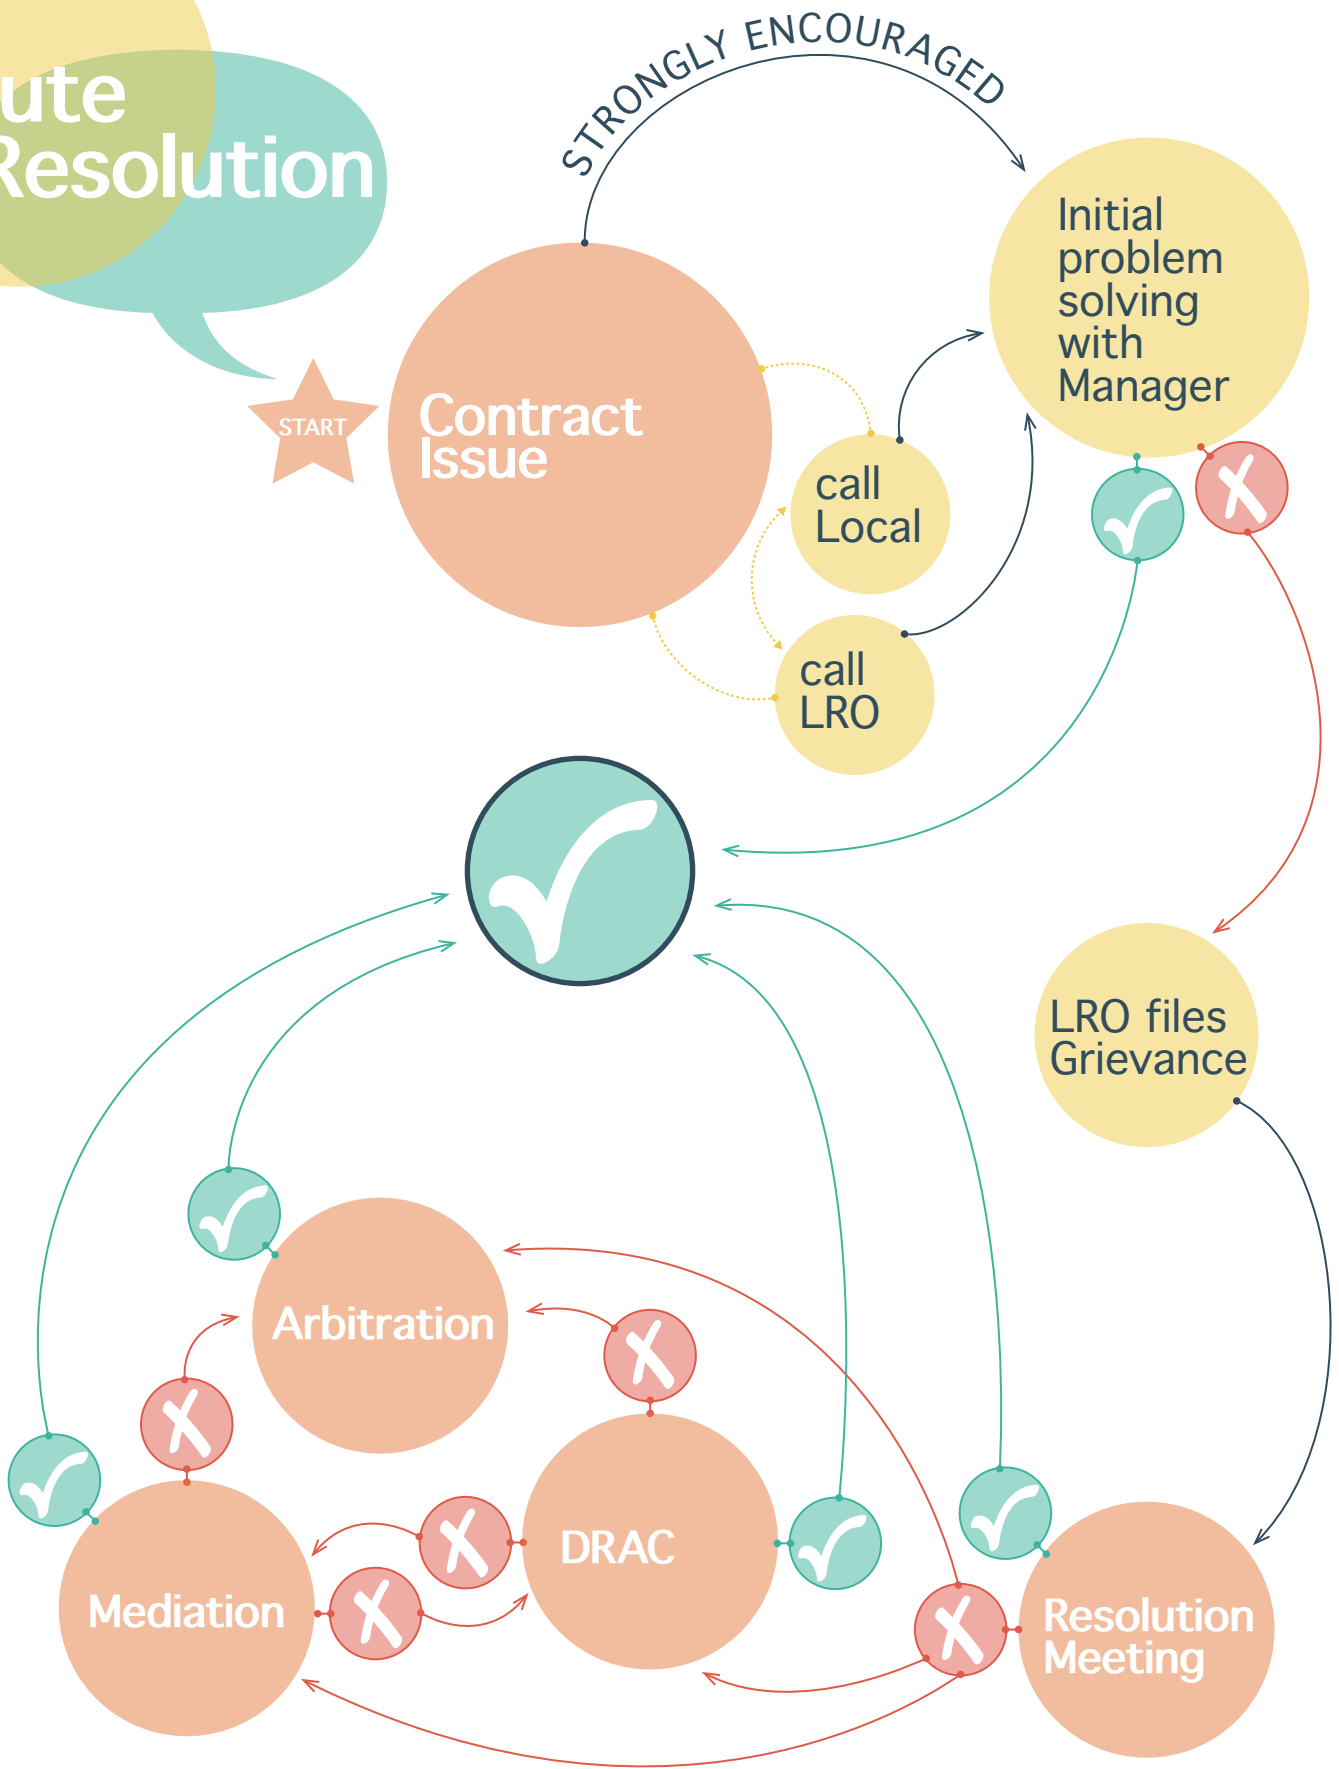 ute
Resolution
STRONGLY ENCOURAGED
START
Contract
Issue
Initial
problem
solving
with
Manager
call
Local
call
LRO
LRO files
Grievance
Arbitration
DRAC
Mediation
Resolution
Meeting